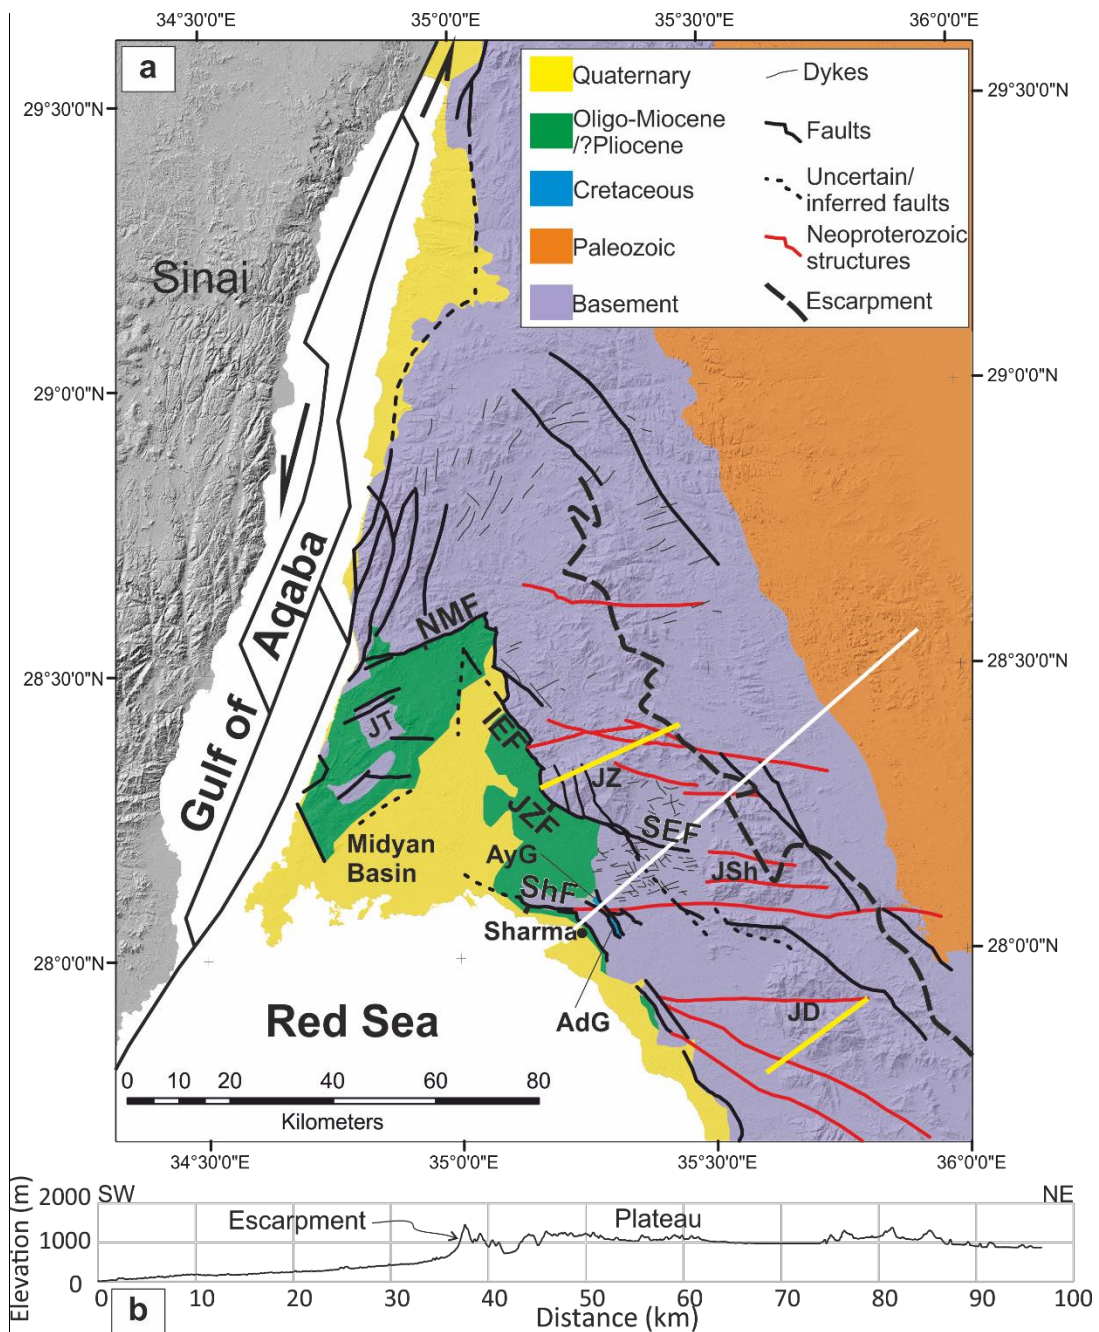 34°30'0"E 35°0'0"E 35°30'0"E 36°0'0"E
a
29°30'0"N
29°0'0"N
28°30'0"N
28°0'0"N
Quaternary
Oligo-Miocene
/?Pliocene
Cretaceous
Paleozoic
Basement
Dykes
Faults
Uncertain/
inferred faults
Neoproterozoic
structures
Escarpment
29°30'0"N
29°0'0"N
28°30'0"N
28°0'0"N
Sinai
Gulf of Aqaba
NMF
JT
IEF
JZ
JZF
SEF
Midyan
Basin
AyG
JSh
ShF
Sharma
AdG
JD
Red Sea
0 10 20 40 60 80
Kilometers
34°30'0"E 35°0'0"E 35°30'0"E 36°0'0"E
Elevation (m)
2000
1000
0
SW
NE
Escarpment
Plateau
0 10 20 30 40 50 60 70 80 90 100
b
Distance (km)